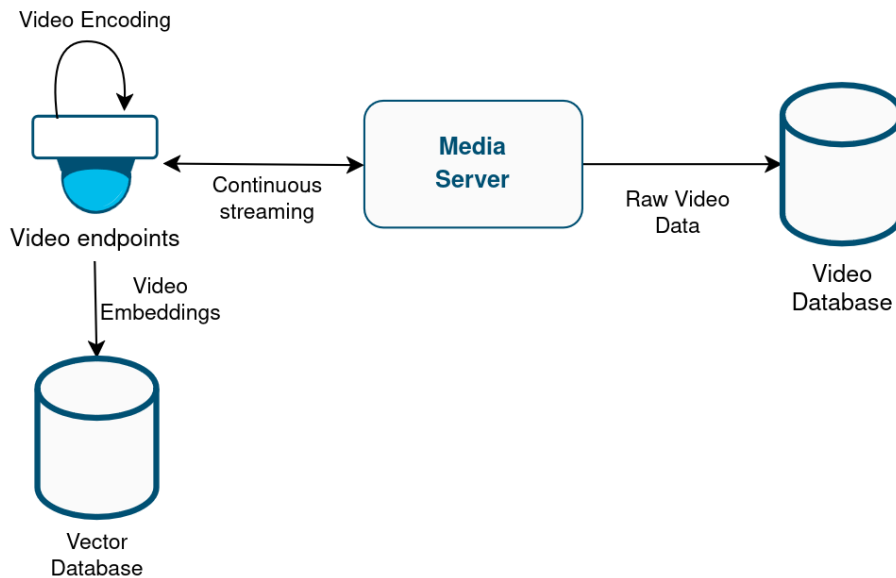 Video Encoding
Media
Server
Continuous
streaming
Raw Video
Data
Video endpoints
Video
Embeddings
Video
Database
Vector
Database